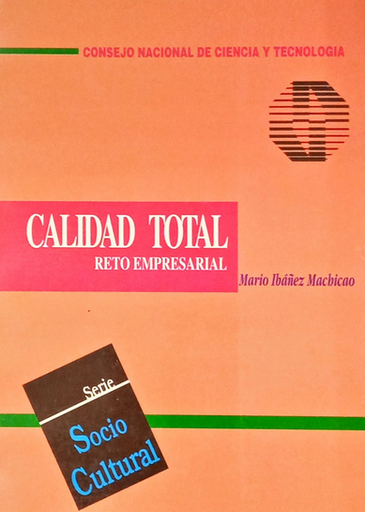 CONSEJO NACIONAL DE CIENCIA Y TECNOLOGIA
CALIDAD TOTAL
RETO EMPRESARIAL
Mario Ibáñez Machicao
Serie
Socio
Cultural